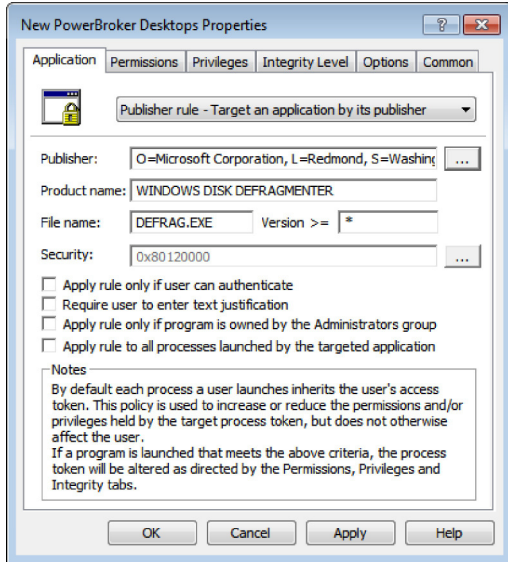 New PowerBroker Desktops Properties
Application Permissions Privileges Integrity Level Options Common
Publisher rule - Target an application by its publisher
Publisher: O=Microsoft Corporation, L=Redmond, S=Washing ...
Product name: WINDOWS DISK DEFRAGMENTER
File name: DEFRAG.EXE Version >= *
Security: 0x80120000 ...
Apply rule only if user can authenticate
Require user to enter text justification
Apply rule only if program is owned by the Administrators group
Apply rule to all processes launched by the targeted application
Notes
By default each process a user launches inherits the user's access
token. This policy is used to increase or reduce the permissions and/or
privileges held by the target process token, but does not otherwise
affect the user.
If a program is launched that meets the above criteria, the process
token will be altered as directed by the Permissions, Privileges and
Integrity tabs.
OK Cancel Apply Help